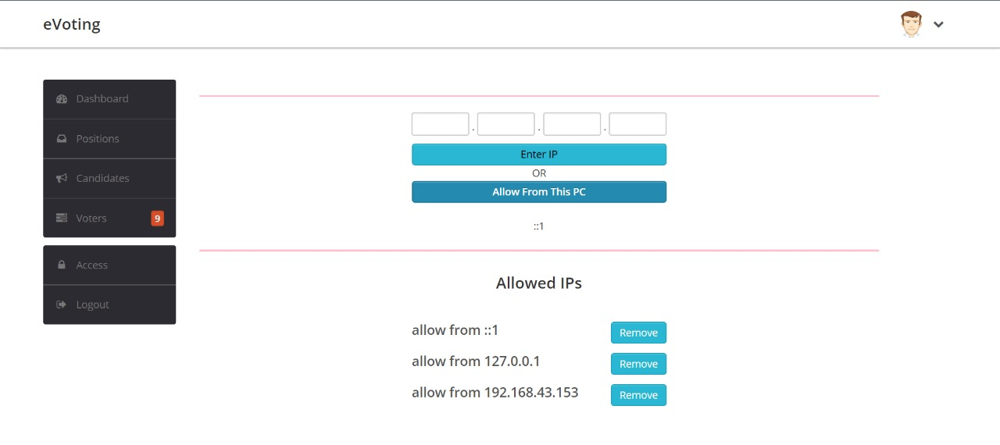 eVoting
Dashboard
Positions
Candidates
Voters 9
Access
Logout
. . .
Enter IP
OR
Allow From This PC
::1
Allowed IPs
allow from ::1 Remove
allow from 127.0.0.1 Remove
allow from 192.168.43.153 Remove